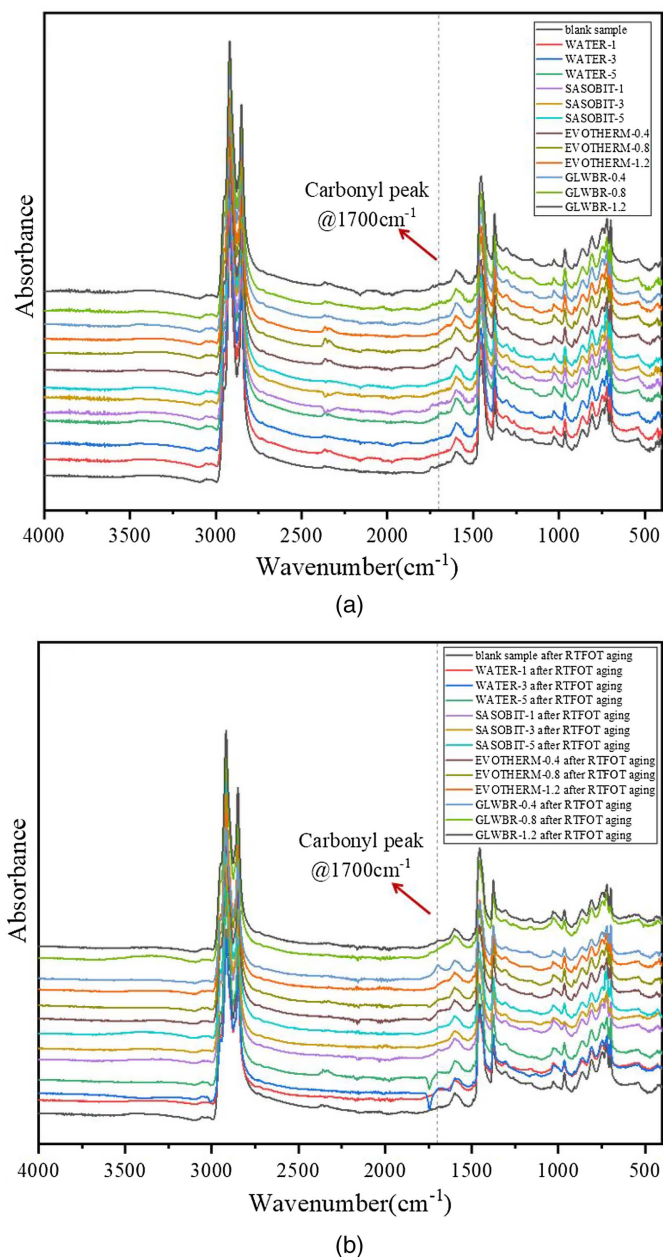 blank sample
WATER-1
WATER-3
WATER-5
SASOBIT-1
SASOBIT-3
SASOBIT-5
EVOTHERM-0.4
EVOTHERM-0.8
EVOTHERM-1.2
GLWBR-0.4
GLWBR-0.8
GLWBR-1.2
Carbonyl peak
@1700cm⁻¹
Absorbance
4000 3500 3000 2500 2000 1500 1000 500
Wavenumber(cm⁻¹)
(a)
blank sample after RTFOT aging
WATER-1 after RTFOT aging
WATER-3 after RTFOT aging
WATER-5 after RTFOT aging
SASOBIT-1 after RTFOT aging
SASOBIT-3 after RTFOT aging
SASOBIT-5 after RTFOT aging
EVOTHERM-0.4 after RTFOT aging
EVOTHERM-0.8 after RTFOT aging
EVOTHERM-1.2 after RTFOT aging
GLWBR-0.4 after RTFOT aging
GLWBR-0.8 after RTFOT aging
GLWBR-1.2 after RTFOT aging
Carbonyl peak
@1700cm⁻¹
Absorbance
4000 3500 3000 2500 2000 1500 1000 500
Wavenumber(cm⁻¹)
(b)